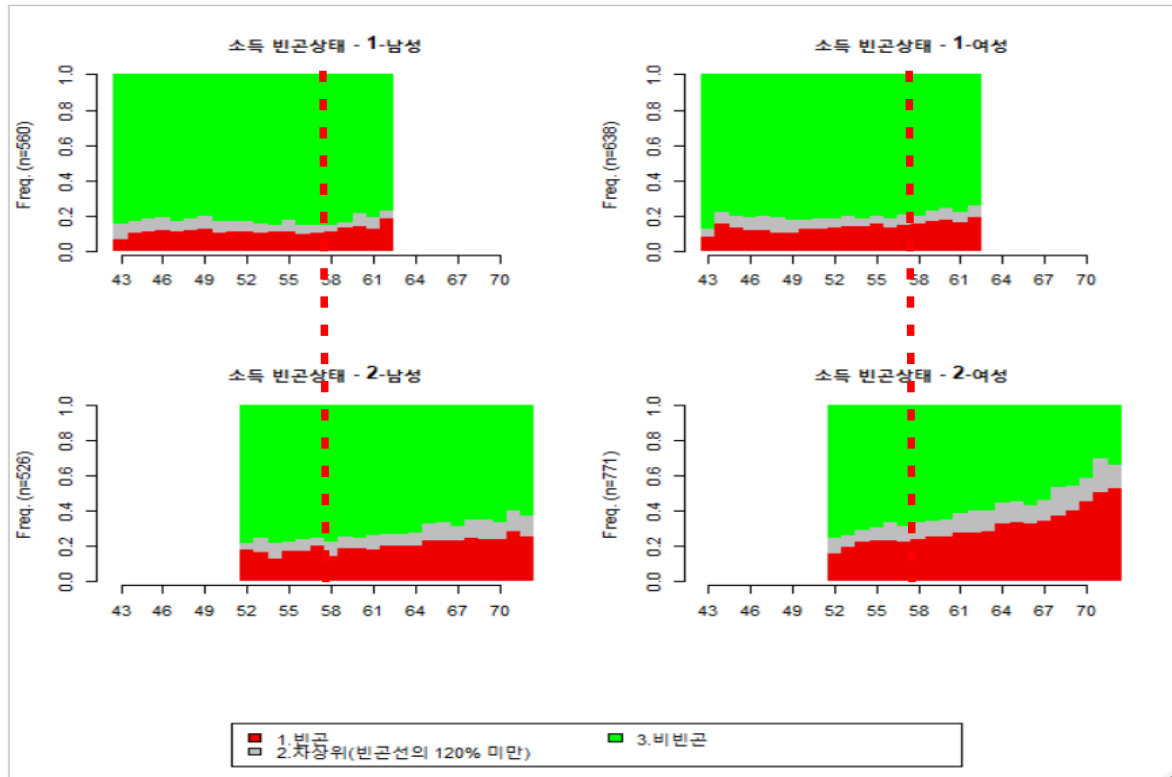 소득 빈곤상태 - 1-남성
Freq. (n=560)
0.0 0.2 0.4 0.6 0.8 1.0
43 46 49 52 55 58 61 64 67 70
소득 빈곤상태 - 1-여성
Freq. (n=638)
0.0 0.2 0.4 0.6 0.8 1.0
43 46 49 52 55 58 61 64 67 70
소득 빈곤상태 - 2-남성
Freq. (n=526)
0.0 0.2 0.4 0.6 0.8 1.0
43 46 49 52 55 58 61 64 67 70
소득 빈곤상태 - 2-여성
Freq. (n=771)
0.0 0.2 0.4 0.6 0.8 1.0
43 46 49 52 55 58 61 64 67 70
1.빈곤
2.차상위(빈곤선의 120% 미만)
3.비빈곤